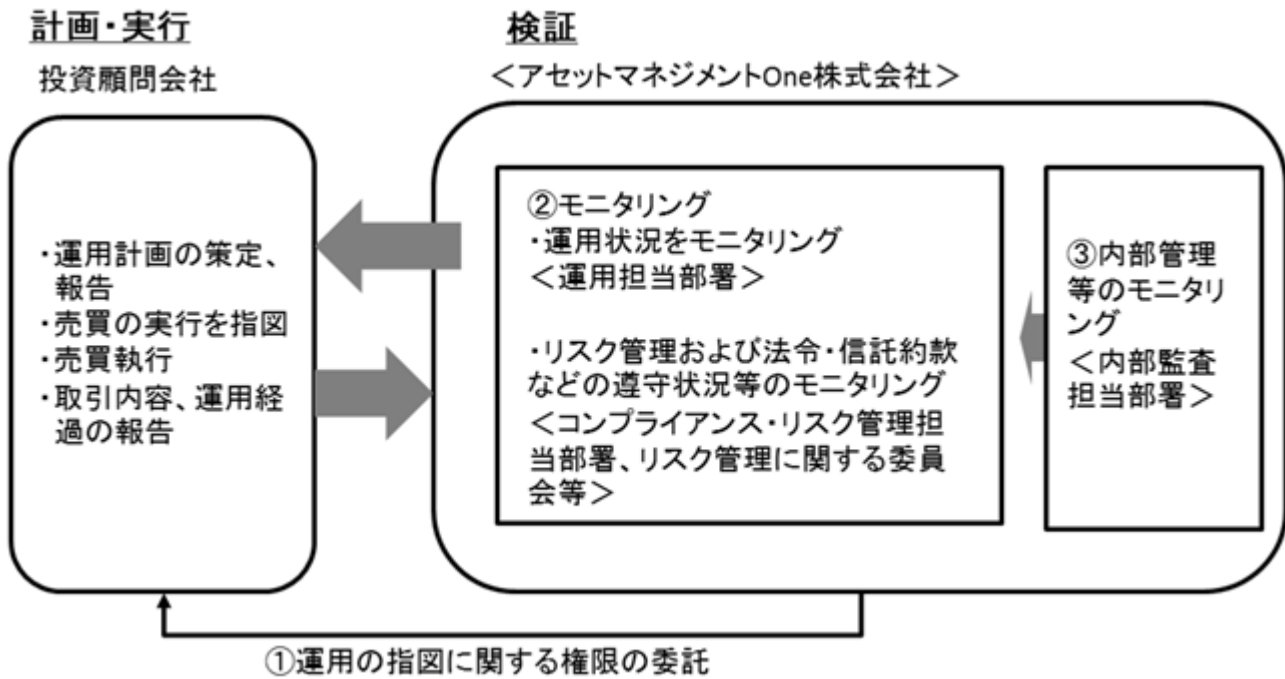 計画・実行
投資顧問会社
・運用計画の策定、
報告
・売買の実行を指図
・売買執行
・取引内容、運用経
過の報告
検証
＜アセットマネジメントOne株式会社＞
②モニタリング
・運用状況をモニタリング
＜運用担当部署＞
・リスク管理および法令・信託約款
などの遵守状況等のモニタリング
＜コンプライアンス・リスク管理担
当部署、リスク管理に関する委員
会等＞
③内部管理
等のモニタリ
ング
＜内部監査
担当部署＞
①運用の指図に関する権限の委託